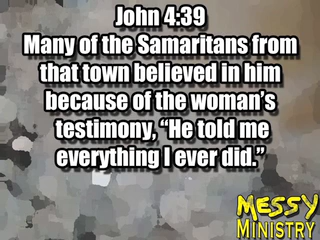 John 4:39
Many of the Samaritans from
that town believed in him
because of the woman’s
testimony, “He told me
everything I ever did.”
MESSY
MINISTRY